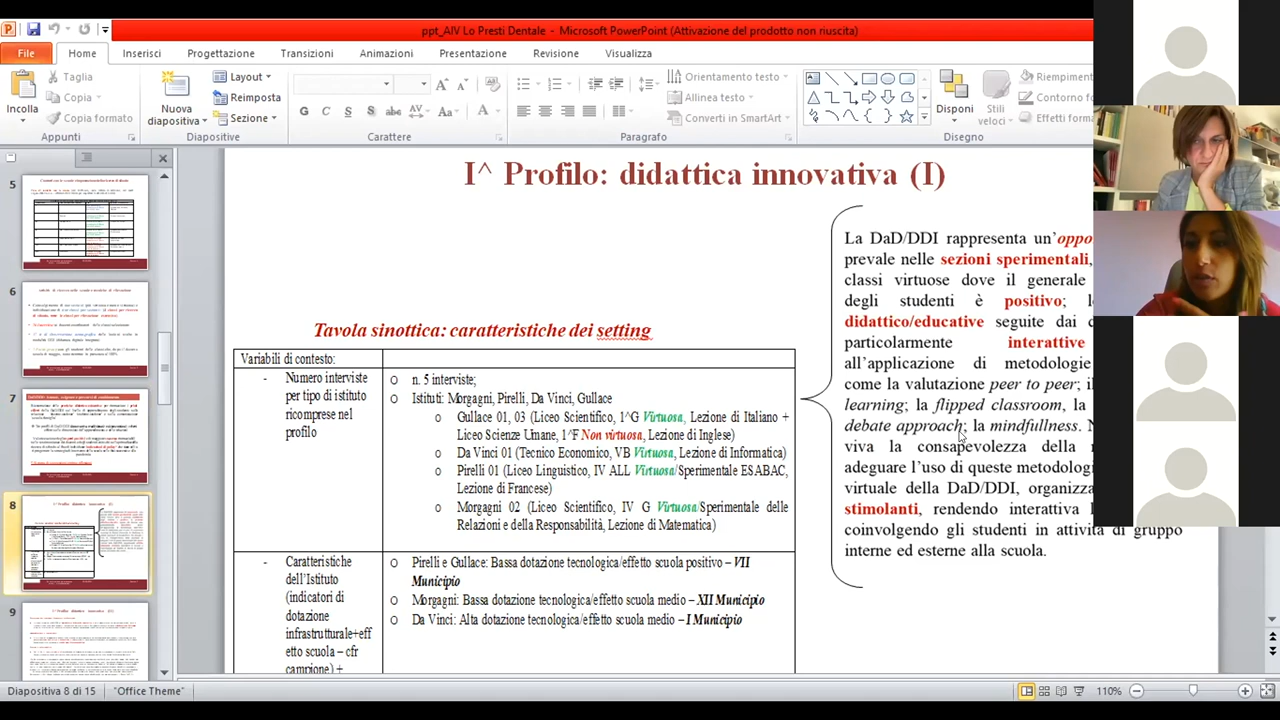 ppt_AIV Lo Presti Dentale - Microsoft PowerPoint (Attivazione del prodotto non riuscita)
File Home Inserisci Progettazione Transizioni Animazioni Presentazione Revisione Visualizza
Incolla
Taglia
Copia
Copia formato
Appunti
Nuova
diapositiva
Layout
Reimposta
Sezione
Diapositive
Carattere
Orientamento testo
Allinea testo
Converti in SmartArt
Paragrafo
Disponi
Stili
veloci
Riempiment
Contorno fo
Effetti forma
Disegno
5
6
7
8
9
I^ Profilo: didattica innovativa (I)
Tavola sinottica: caratteristiche dei setting
Variabili di contesto:
- Numero interviste
per tipo di istituto
ricomprese nel
profilo
o n. 5 interviste;
o Istituti: Morgagni, Pirelli, Da Vinci, Gullace
o Gullace 01, 03 (Liceo Scientifico, 1^G Virtuosa, Lezione di Italiano +
Liceo Scienze Umane, 1^F Non virtuosa, Lezione di Inglese)
o Da Vinci 01 (Tecnico Economico, VB Virtuosa, Lezione di Informatica)
o Pirelli 01 (Liceo Linguistico, IV ALL Virtuosa/Sperimentale ESABAC,
Lezione di Francese)
o Morgagni 02 (Liceo Scientifico, IV G Virtuosa/Sperimentale delle
Relazioni e della Responsabilità, Lezione di Matematica)
- Caratteristiche
dell'Istituto
(indicatori di
dotazione
infrastrutturale+eff
etto scuola – cfr
campione) +
o Pirelli e Gullace: Bassa dotazione tecnologica/effetto scuola positivo – VII
Municipio
o Morgagni: Bassa dotazione tecnologica/effetto scuola medio – XII Municipio
o Da Vinci: Alta dotazione tecnologica/effetto scuola medio – I Municipio
La DaD/DDI rappresenta un'oppo
prevale nelle sezioni sperimentali,
classi virtuose dove il generale
degli studenti è positivo; l
didattico/educative seguite dai d
particolarmente interattive
all'applicazione di metodologie
come la valutazione peer to peer; i
learning; la flipped classroom, la
debate approach; la mindfullness. N
viva la consapevolezza della
adeguare l'uso di queste metodolog
virtuale della DaD/DDI, organizza
stimolanti, rendendo interattiva l
coinvolgendo gli studenti in attività di gruppo
interne ed esterne alla scuola.
Diapositiva 8 di 15 "Office Theme" 110%